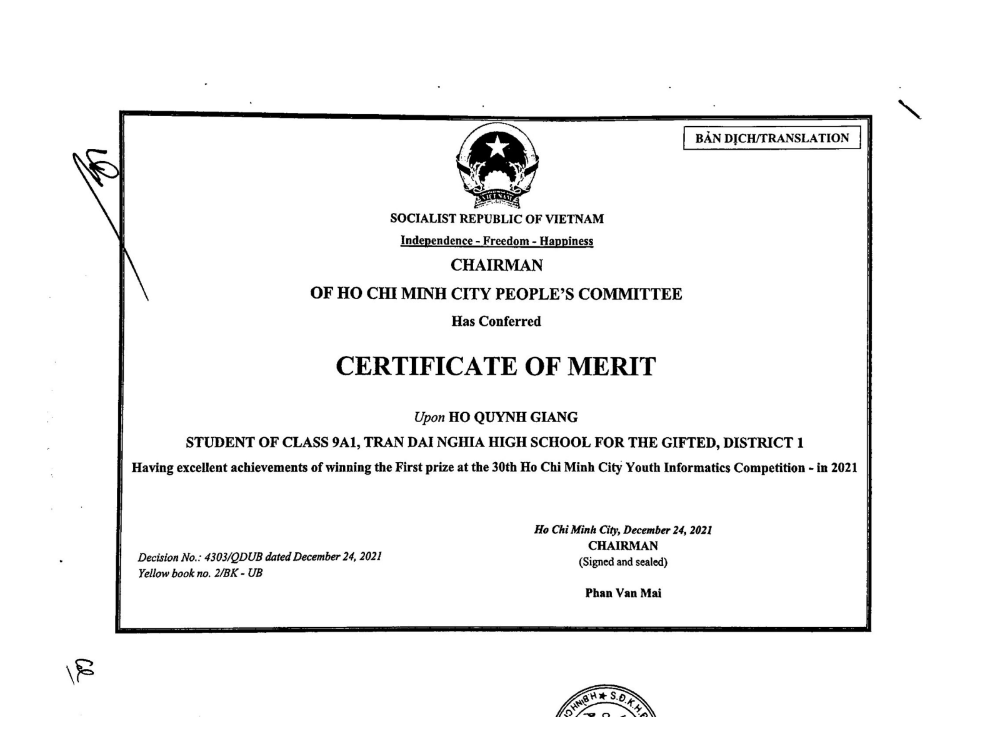 BẢN DỊCH/TRANSLATION
VIETNAM
SOCIALIST REPUBLIC OF VIETNAM
Independence - Freedom - Happiness
CHAIRMAN
OF HO CHI MINH CITY PEOPLE'S COMMITTEE
Has Conferred
CERTIFICATE OF MERIT
Upon HO QUYNH GIANG
STUDENT OF CLASS 9A1, TRAN DAI NGHIA HIGH SCHOOL FOR THE GIFTED, DISTRICT 1
Having excellent achievements of winning the First prize at the 30th Ho Chi Minh City Youth Informatics Competition - in 2021
Ho Chi Minh City, December 24, 2021
CHAIRMAN
(Signed and sealed)
Phan Van Mai
Decision No.: 4303/QDUB dated December 24, 2021
Yellow book no. 2/BK - UB
S.Đ.K.H